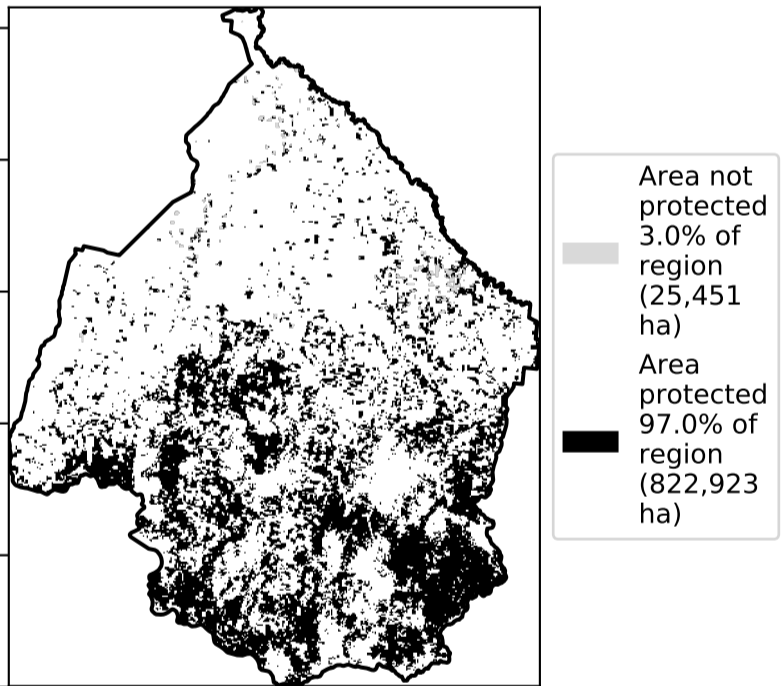 Area not
protected
3.0% of
region
(25,451
ha)
Area
protected
97.0% of
region
(822,923
ha)